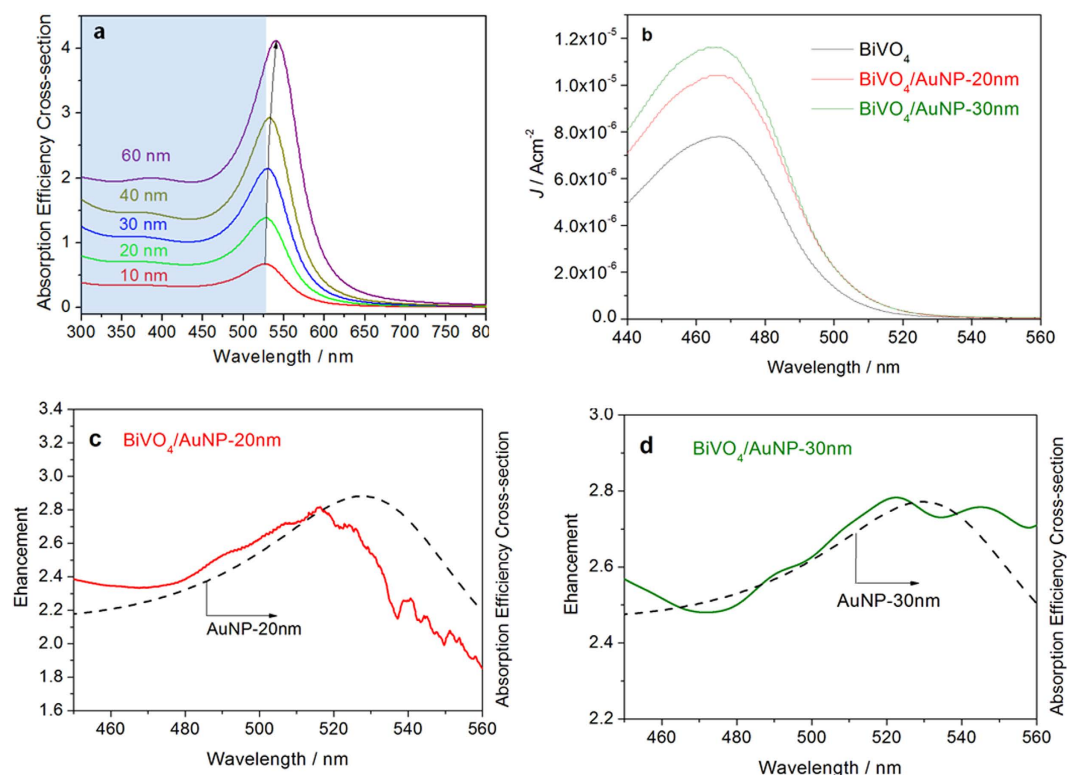 a
Absorption Efficiency Cross-section
4
3
2
1
0
60 nm
40 nm
30 nm
20 nm
10 nm
300 350 400 450 500 550 600 650 700 750 80
Wavelength / nm
b
J / Acm⁻²
1.2x10⁻⁵
1.0x10⁻⁵
8.0x10⁻⁶
6.0x10⁻⁶
4.0x10⁻⁶
2.0x10⁻⁶
0.0
BiVO₄
BiVO₄/AuNP-20nm
BiVO₄/AuNP-30nm
440 460 480 500 520 540 560
Wavelength / nm
c
BiVO₄/AuNP-20nm
Ehancement
3.4
3.2
3.0
2.8
2.6
2.4
2.2
2.0
1.8
1.6
AuNP-20nm
Absorption Efficiency Cross-section
460 480 500 520 540 560
Wavelength / nm
d
BiVO₄/AuNP-30nm
Ehancement
3.0
2.8
2.6
2.4
2.2
AuNP-30nm
Absorption Efficiency Cross-section
460 480 500 520 540 560
Wavelength / nm